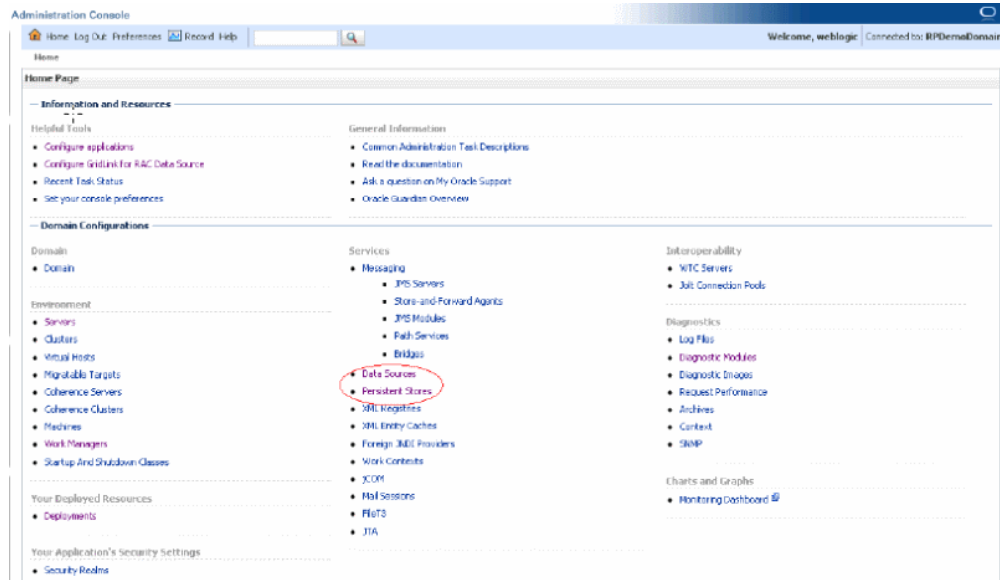 Administration Console
Home Log Out Preferences Record Help
Welcome, weblogic Connected to: RPDemoDomain
Home
Home Page
Information and Resources
Helpful Tools
Configure applications
Configure GridLink for RAC Data Source
Recent Task Status
Set your console preferences
General Information
Common Administration Task Descriptions
Read the documentation
Ask a question on My Oracle Support
Oracle Guardian Overview
Domain Configurations
Domain
Domain
Environment
Servers
Clusters
Virtual Hosts
Migratable Targets
Coherence Servers
Coherence Clusters
Machines
Work Managers
Startup And Shutdown Classes
Your Deployed Resources
Deployments
Your Application's Security Settings
Security Realms
Services
Messaging
JMS Servers
Store-and-Forward Agents
JMS Modules
Path Services
Bridges
Data Sources
Persistent Stores
XML Registries
XML Entity Caches
Foreign JNDI Providers
Work Contexts
jCOM
Mail Sessions
FileT3
JTA
Interoperability
WTC Servers
Jolt Connection Pools
Diagnostics
Log Files
Diagnostic Modules
Diagnostic Images
Request Performance
Archives
Context
SNMP
Charts and Graphs
Monitoring Dashboard